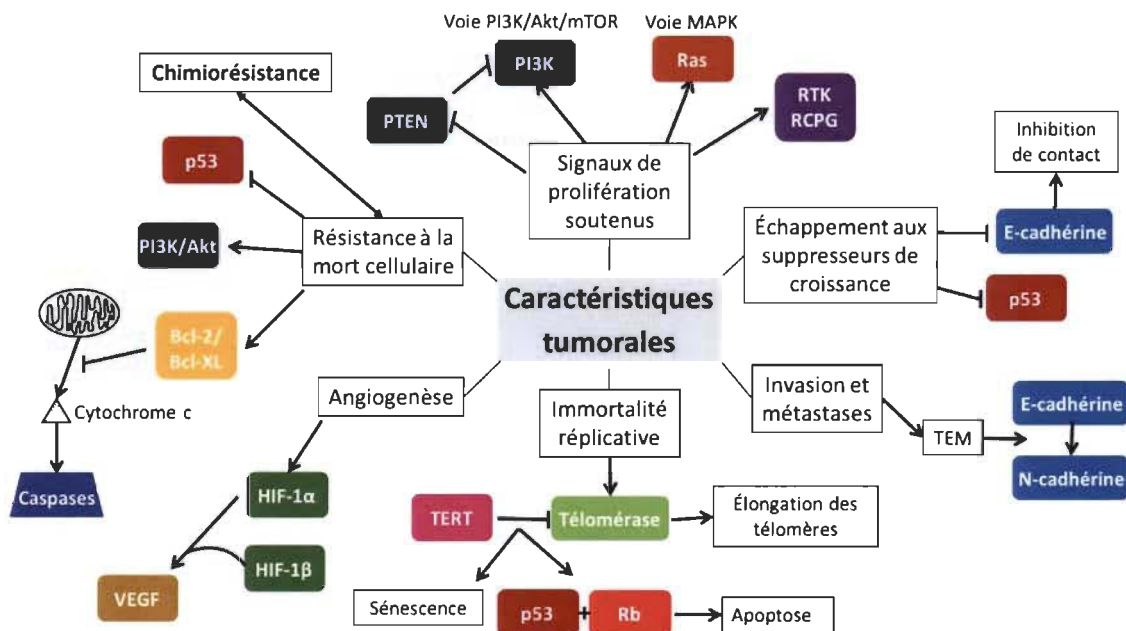 Voie PI3K/Akt/mTOR
Voie MAPK
Chimiorésistance
PI3K
Ras
PTEN
RTK
RCPG
p53
Signaux de
prolifération
soutenus
Inhibition
de contact
PI3K/Akt
Résistance à la
mort cellulaire
Échappement aux
suppresseurs de
croissance
E-cadhérine
p53
Caractéristiques
tumorales
Bcl-2/
Bcl-XL
Cytochrome c
Caspases
Angiogenèse
Immortalité
réplicative
Invasion et
métastases
TEM
E-cadhérine
N-cadhérine
HIF-1α
HIF-1β
VEGF
TERT
Télomérase
Élongation des
télomères
Sénescence
p53
+
Rb
Apoptose